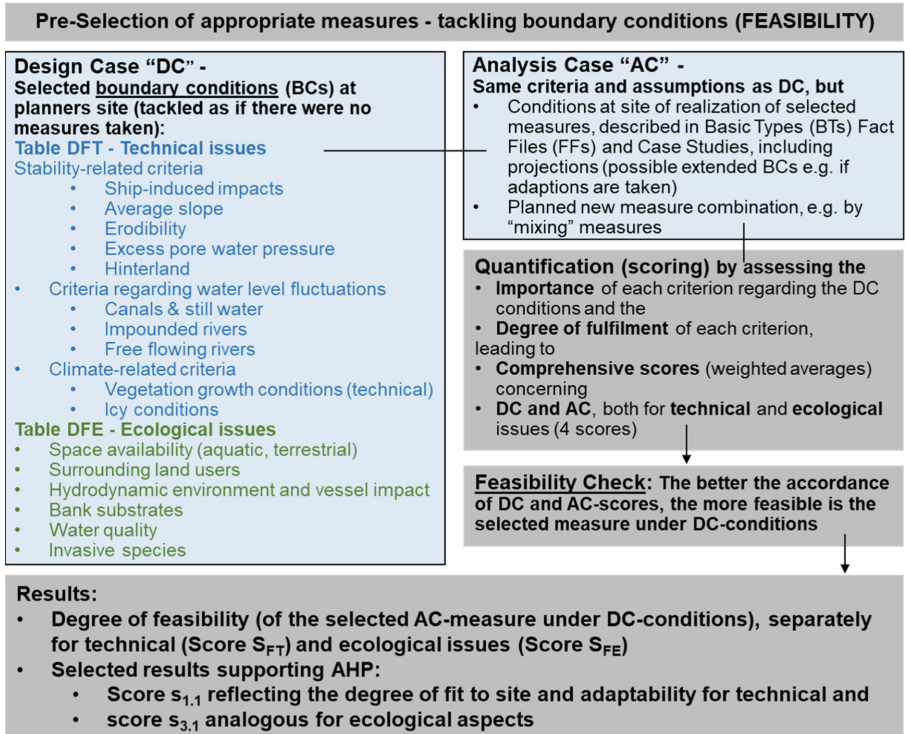 Pre-Selection of appropriate measures - tackling boundary conditions (FEASIBILITY)
Design Case “DC” -
Selected boundary conditions (BCs) at
planners site (tackled as if there were no
measures taken):
Table DFT - Technical issues
Stability-related criteria
• Ship-induced impacts
• Average slope
• Erodibility
• Excess pore water pressure
• Hinterland
• Criteria regarding water level fluctuations
• Canals & still water
• Impounded rivers
• Free flowing rivers
• Climate-related criteria
• Vegetation growth conditions (technical)
• Icy conditions
Table DFE - Ecological issues
• Space availability (aquatic, terrestrial)
• Surrounding land users
• Hydrodynamic environment and vessel impact
• Bank substrates
• Water quality
• Invasive species
Analysis Case “AC” -
Same criteria and assumptions as DC, but
• Conditions at site of realization of selected
measures, described in Basic Types (BTs) Fact
Files (FFs) and Case Studies, including
projections (possible extended BCs e.g. if
adaptions are taken)
• Planned new measure combination, e.g. by
“mixing” measures
Quantification (scoring) by assessing the
• Importance of each criterion regarding the DC
conditions and the
• Degree of fulfilment of each criterion,
leading to
• Comprehensive scores (weighted averages)
concerning
• DC and AC, both for technical and ecological
issues (4 scores)
Feasibility Check: The better the accordance
of DC and AC-scores, the more feasible is the
selected measure under DC-conditions
Results:
• Degree of feasibility (of the selected AC-measure under DC-conditions), separately
for technical (Score SFT) and ecological issues (Score SFE)
• Selected results supporting AHP:
• Score s1.1 reflecting the degree of fit to site and adaptability for technical and
• score s3.1 analogous for ecological aspects